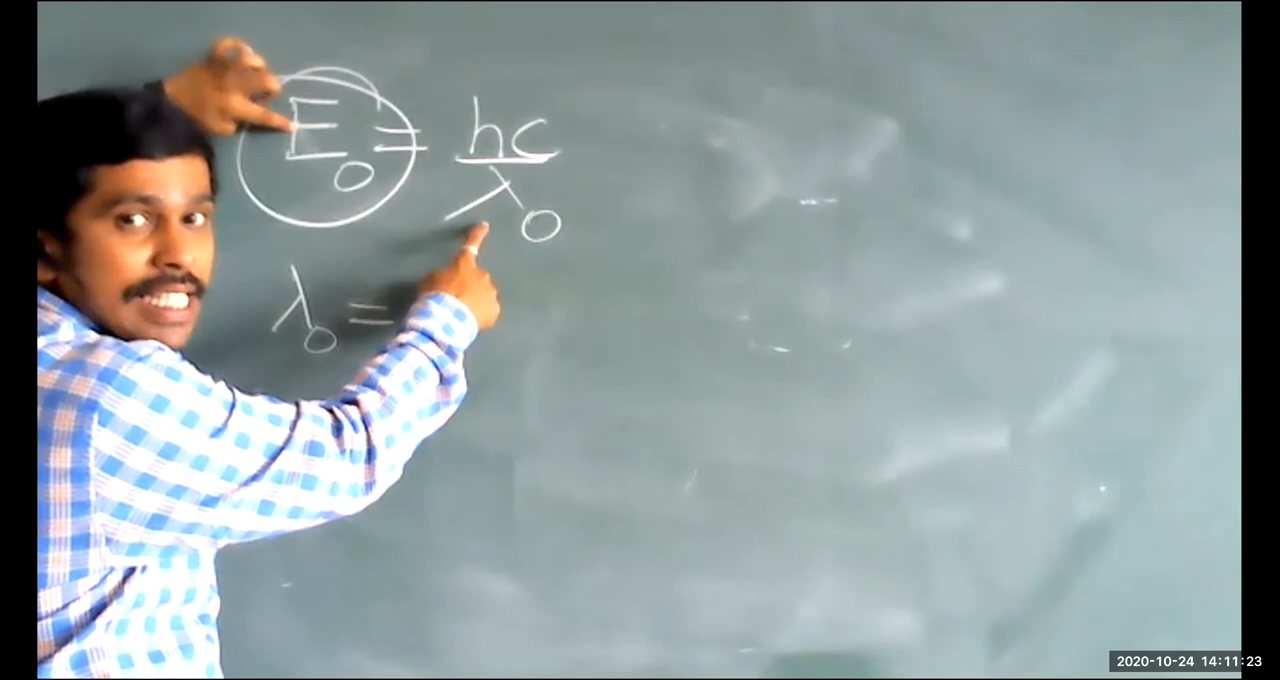 E₀ = hc
λ₀
λ₀ =
2020-10-24 14:11:23